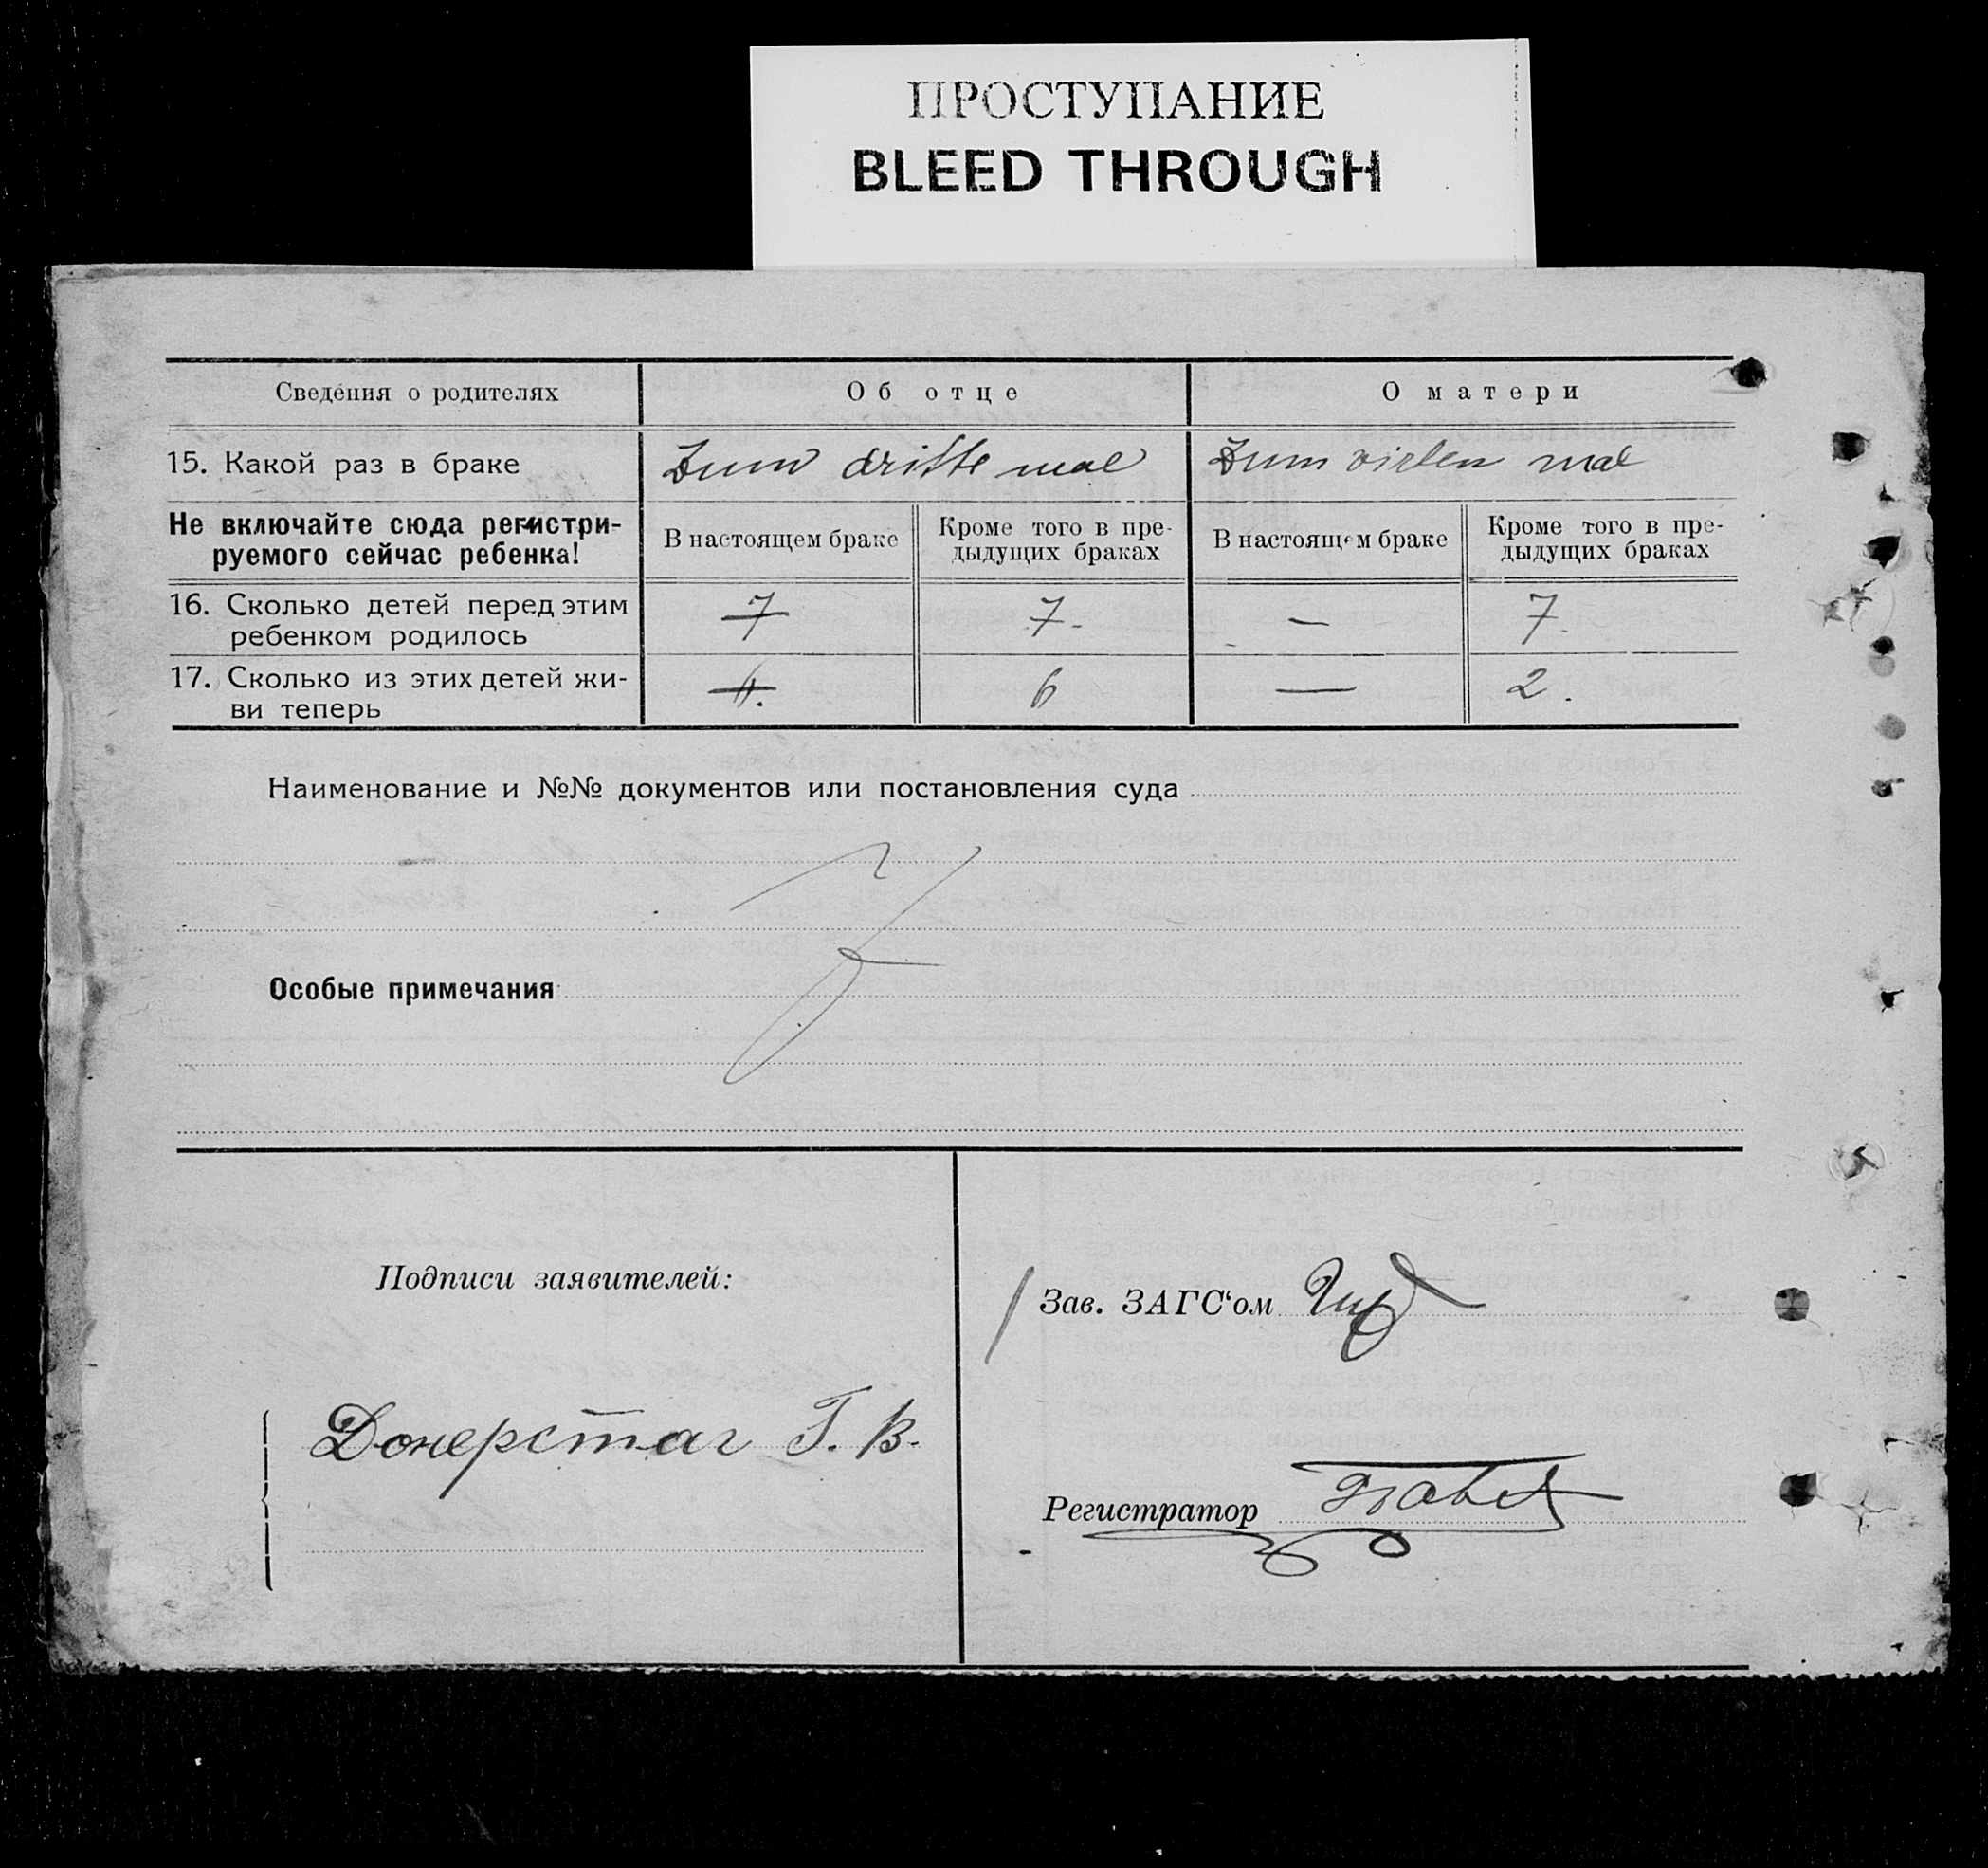 ПРОСТУПАНИЕ
BLEED THROUGH
Сведения о родителях Об отце О матери
15. Какой раз в браке Zum dritte mal Zum virten mal
Не включайте сюда регистри-
руемого сейчас ребенка!
В настоящем браке
Кроме того в пре-
дыдущих браках
В настоящем браке
Кроме того в пре-
дыдущих браках
16. Сколько детей перед этим
ребенком родилось 7 7. — 7.
17. Сколько из этих детей жи-
ви теперь 6 — 2.
Наименование и №№ документов или постановления суда
Особые примечания
Подписи заявителей:
Донерстаг Г. В.
Зав. ЗАГС‘ом
Регистратор